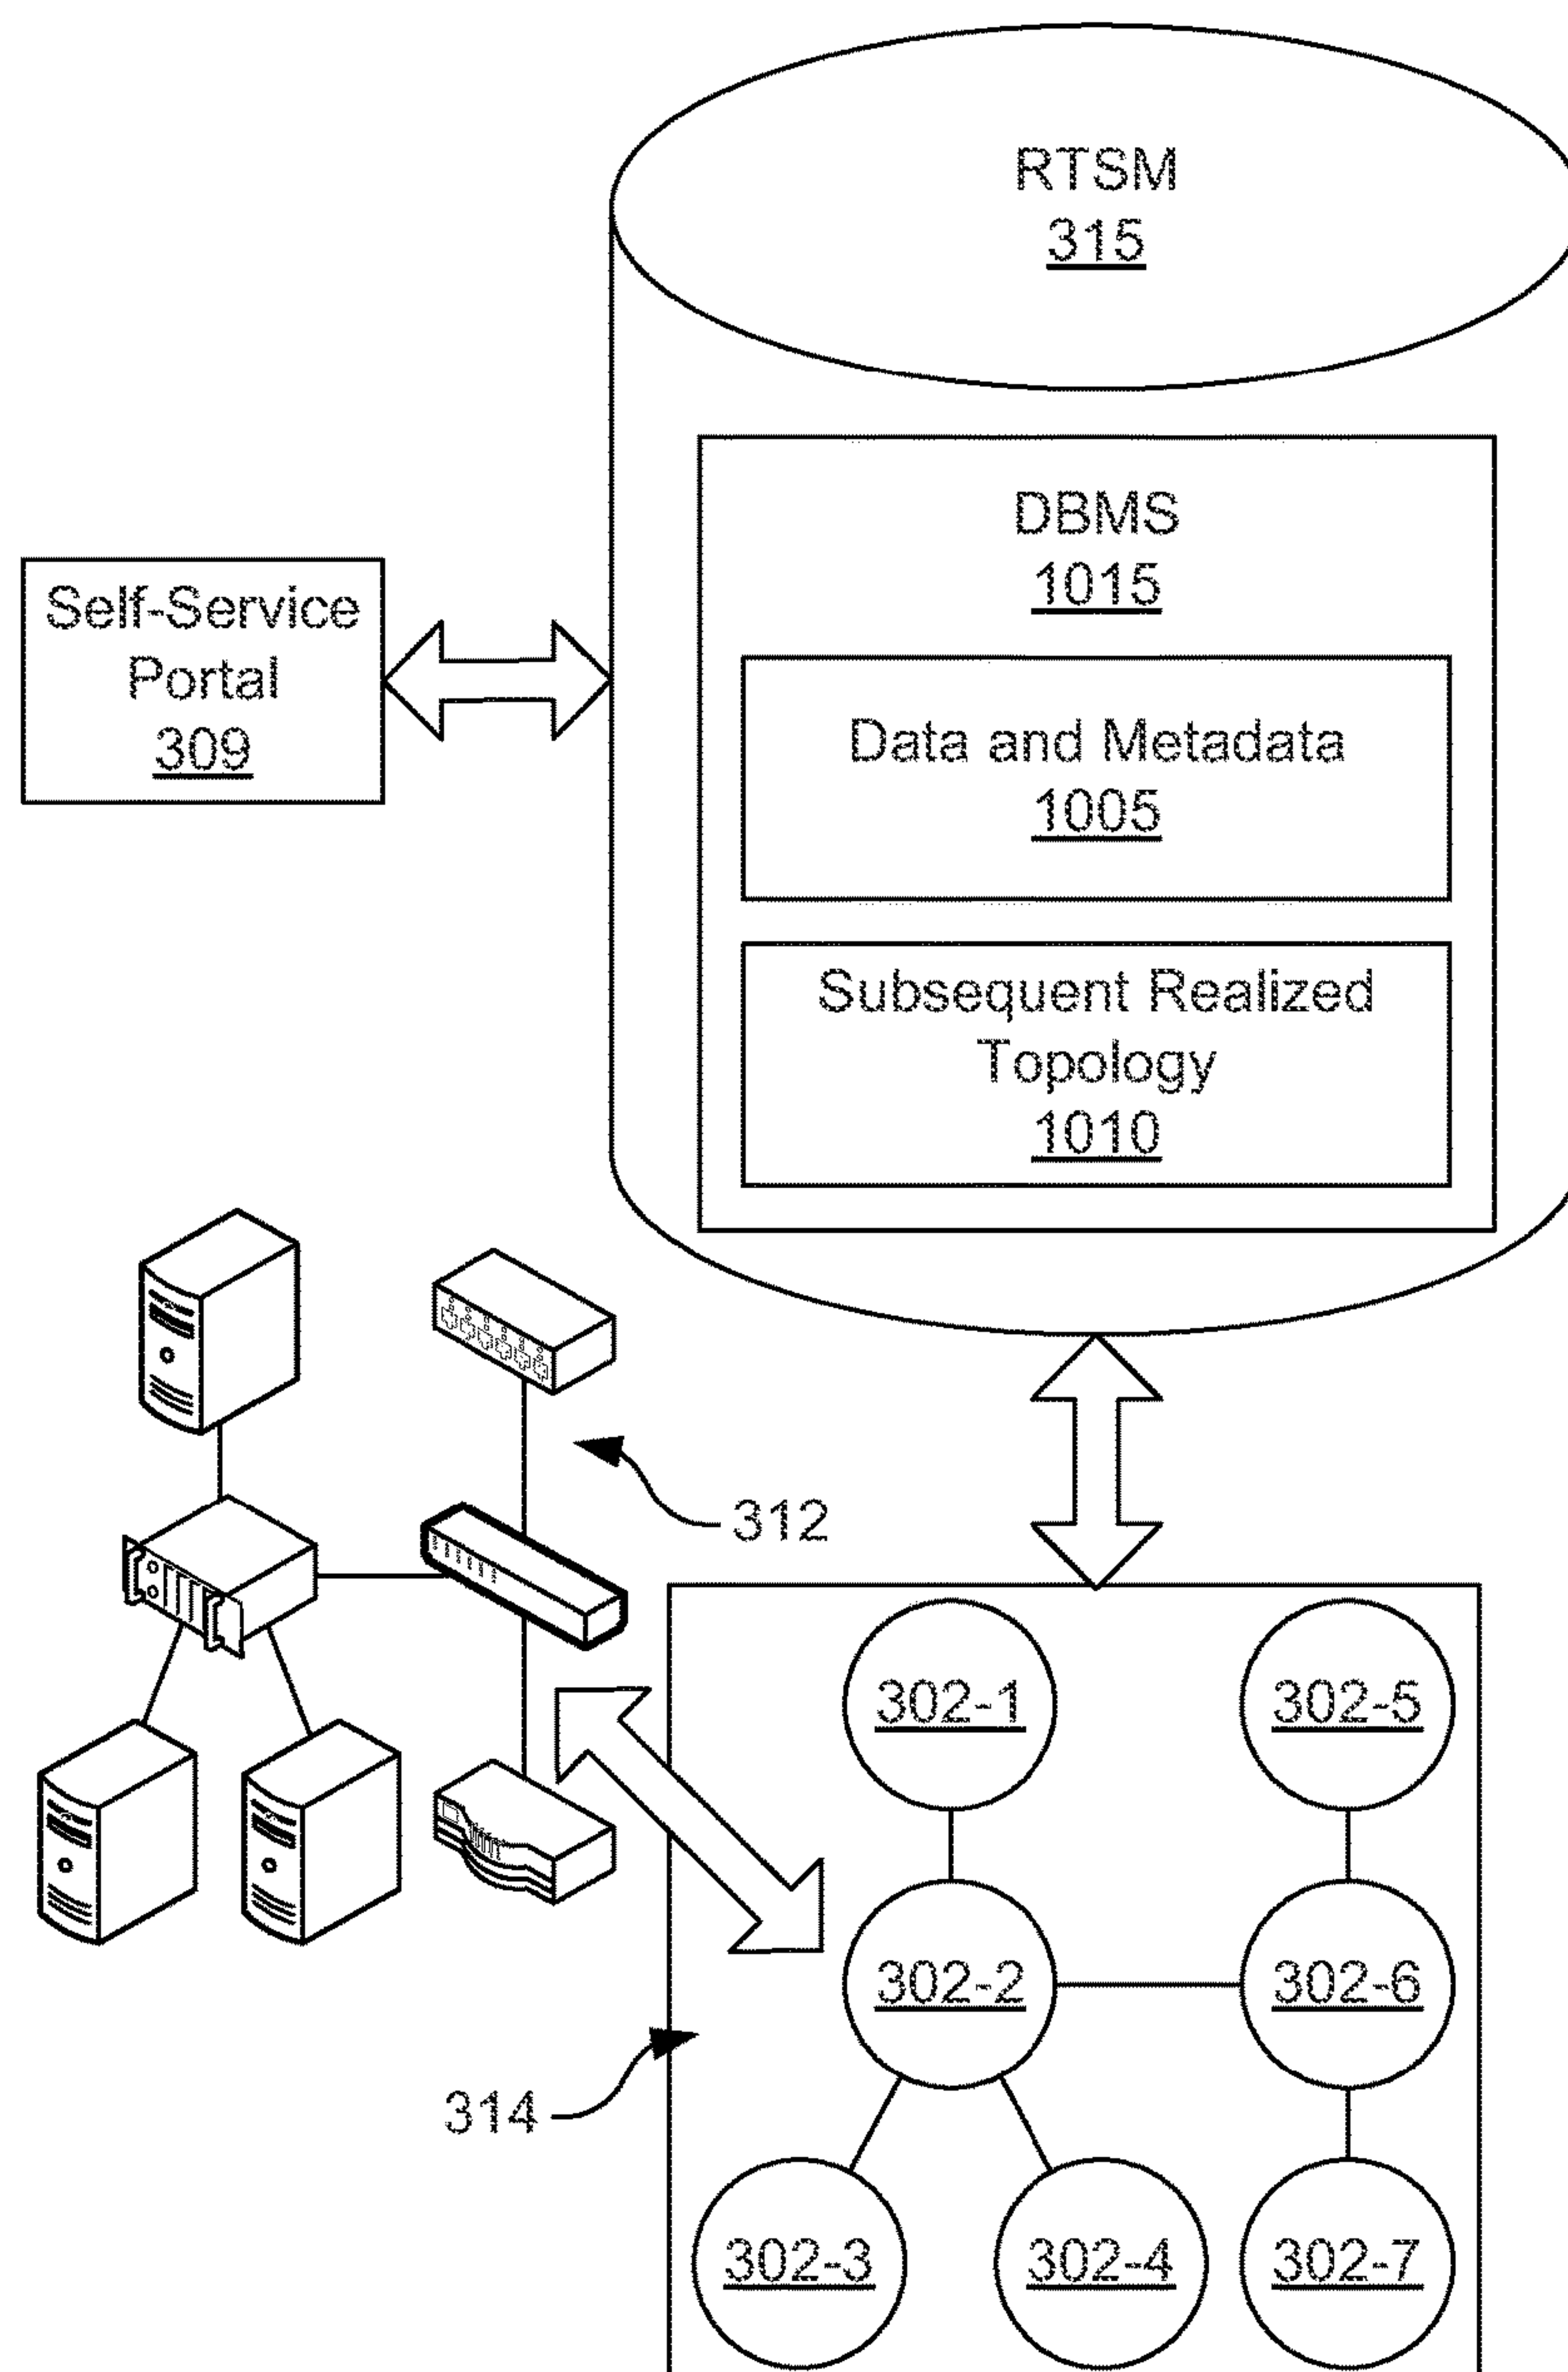 RTSM
315
DBMS
1015
Self-Service
Portal
309
Data and Metadata
1005
Subsequent Realized
Topology
1010
312
302-1
302-5
302-2
302-6
314
302-3
302-4
302-7